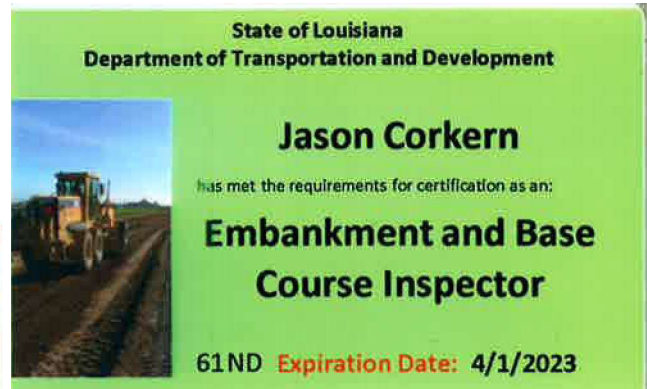 State of Louisiana
Department of Transportation and Development
Jason Corkern
has met the requirements for certification as an:
Embankment and Base
Course Inspector
61ND Expiration Date: 4/1/2023